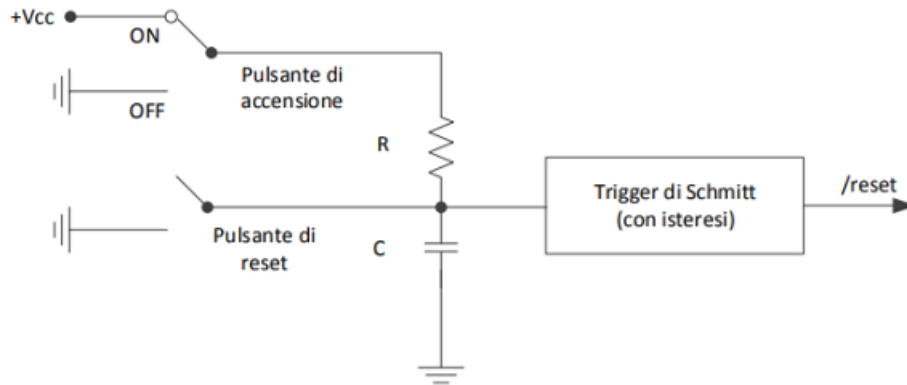 +Vcc
ON
Pulsante di
accensione
OFF
R
Trigger di Schmitt
(con isteresi)
/reset
Pulsante di
reset
C